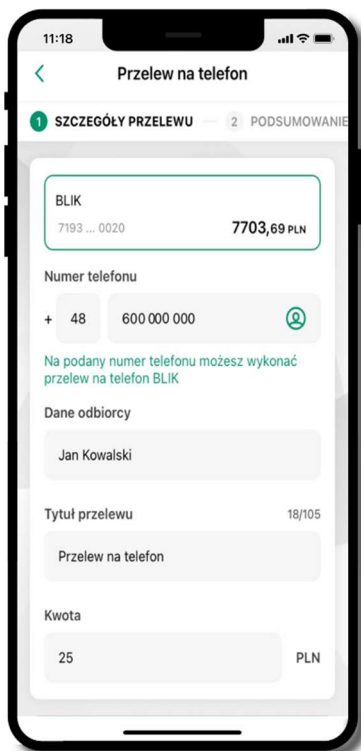 11:18
Przelew na telefon
1 SZCZEGÓŁY PRZELEWU 2 PODSUMOWANIE
BLIK
7193 ... 0020 7703,69 PLN
Numer telefonu
+ 48 600 000 000
Na podany numer telefonu możesz wykonać
przelew na telefon BLIK
Dane odbiorcy
Jan Kowalski
Tytuł przelewu 18/105
Przelew na telefon
Kwota
25 PLN